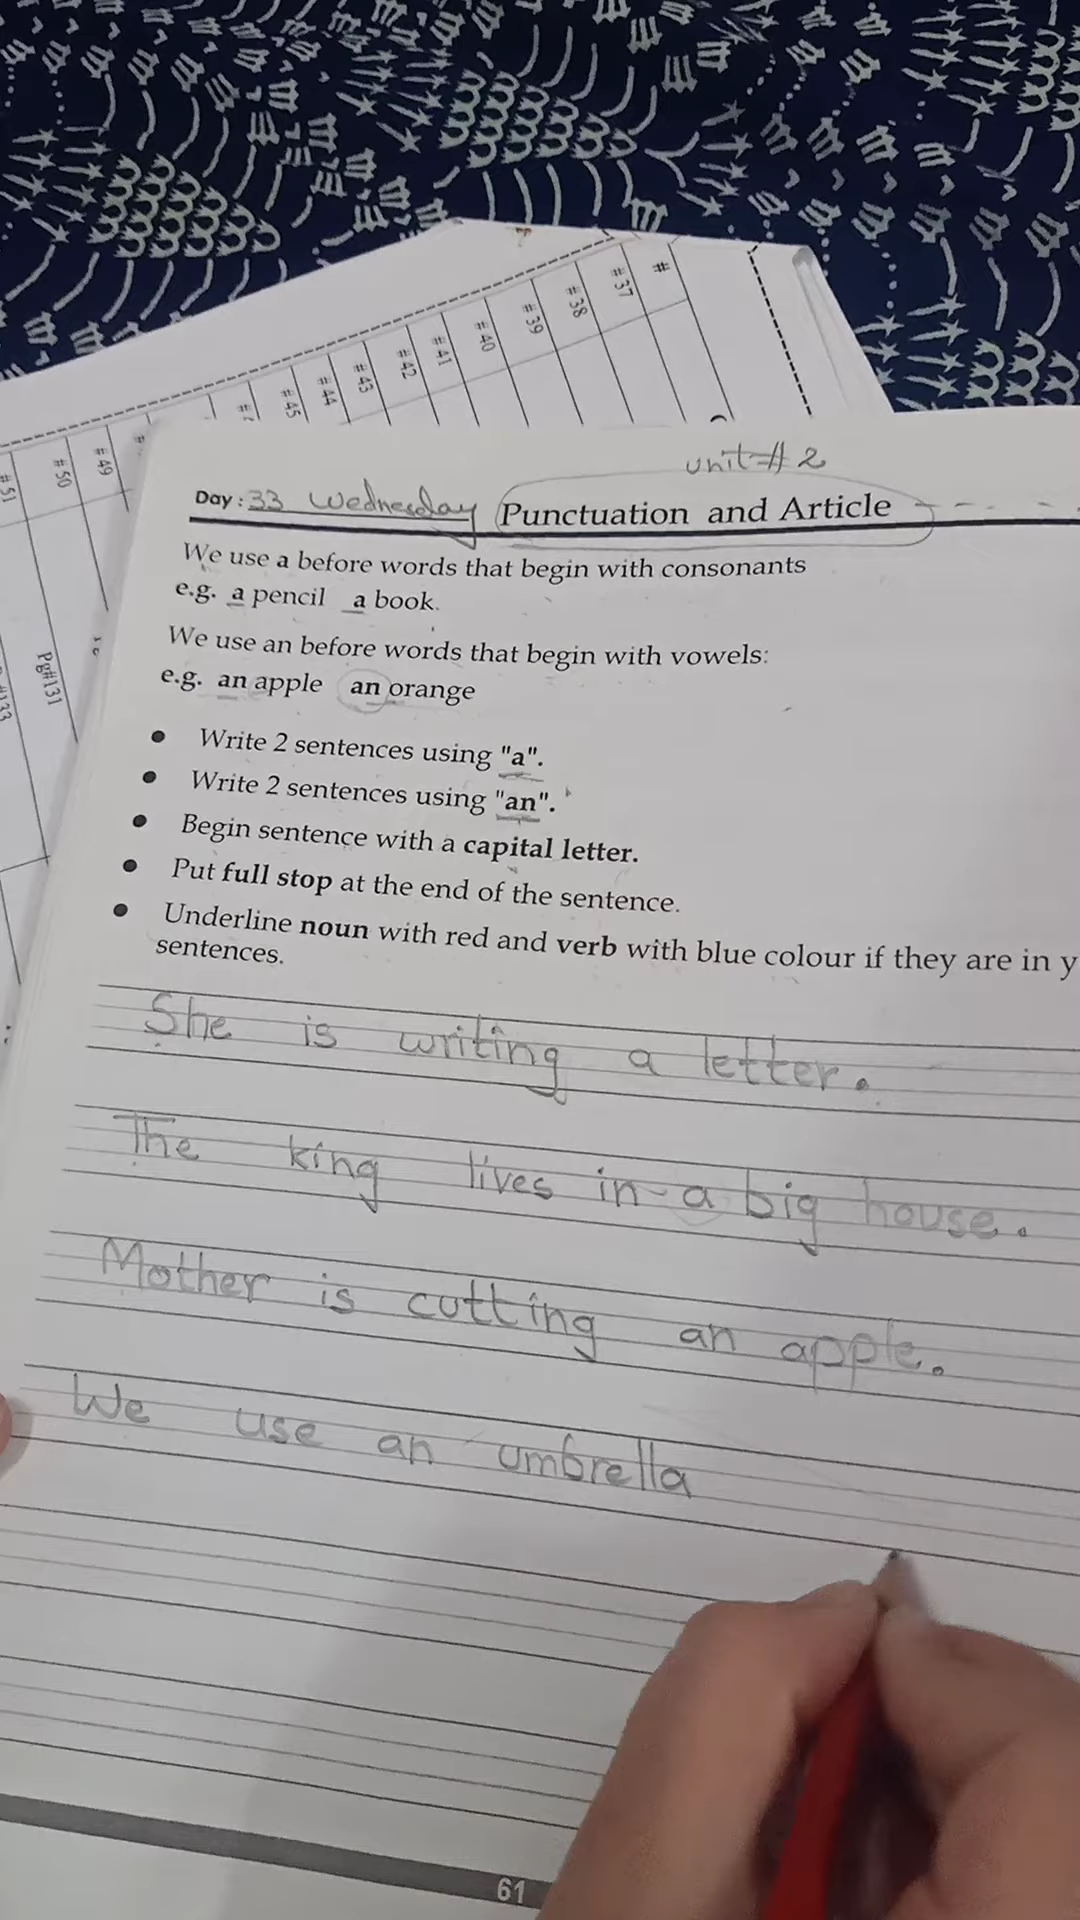 #
#37
#38
#39
#40
#41
#42
#43
#44
#45
#49
#50
#51
Pg#131
unit # 2
Day: 33 Wednesday Punctuation and Article
We use a before words that begin with consonants
e.g. a pencil a book.
We use an before words that begin with vowels:
e.g. an apple an orange
• Write 2 sentences using "a".
• Write 2 sentences using "an".
• Begin sentence with a capital letter.
• Put full stop at the end of the sentence.
• Underline noun with red and verb with blue colour if they are in y
sentences.
She is writing a letter.
The king lives in a big house.
Mother is cutting an apple.
We use an umbrella
61